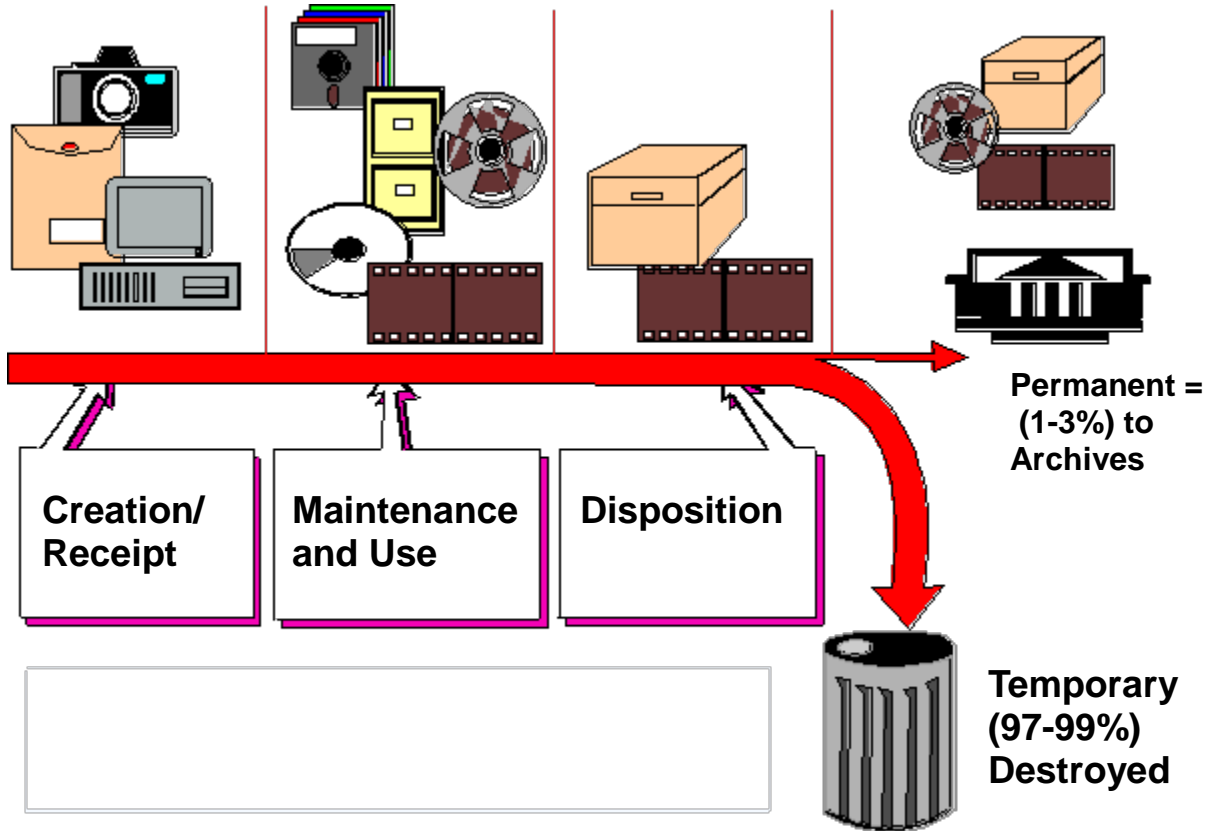 Creation/
Receipt
Maintenance
and Use
Disposition
Permanent =
(1-3%) to
Archives
Temporary
(97-99%)
Destroyed